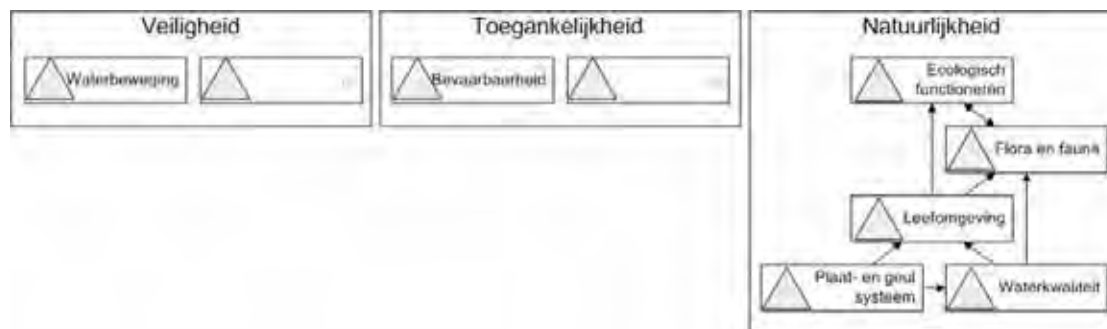 Veiligheid
Waterbeweging
Toegankelijkheid
Bevaarbaarheid
Natuurlijkheid
Ecologisch
functioneren
Flora en fauna
Leefomgeving
Plaat- en geul
systeem
Waterkwaliteit